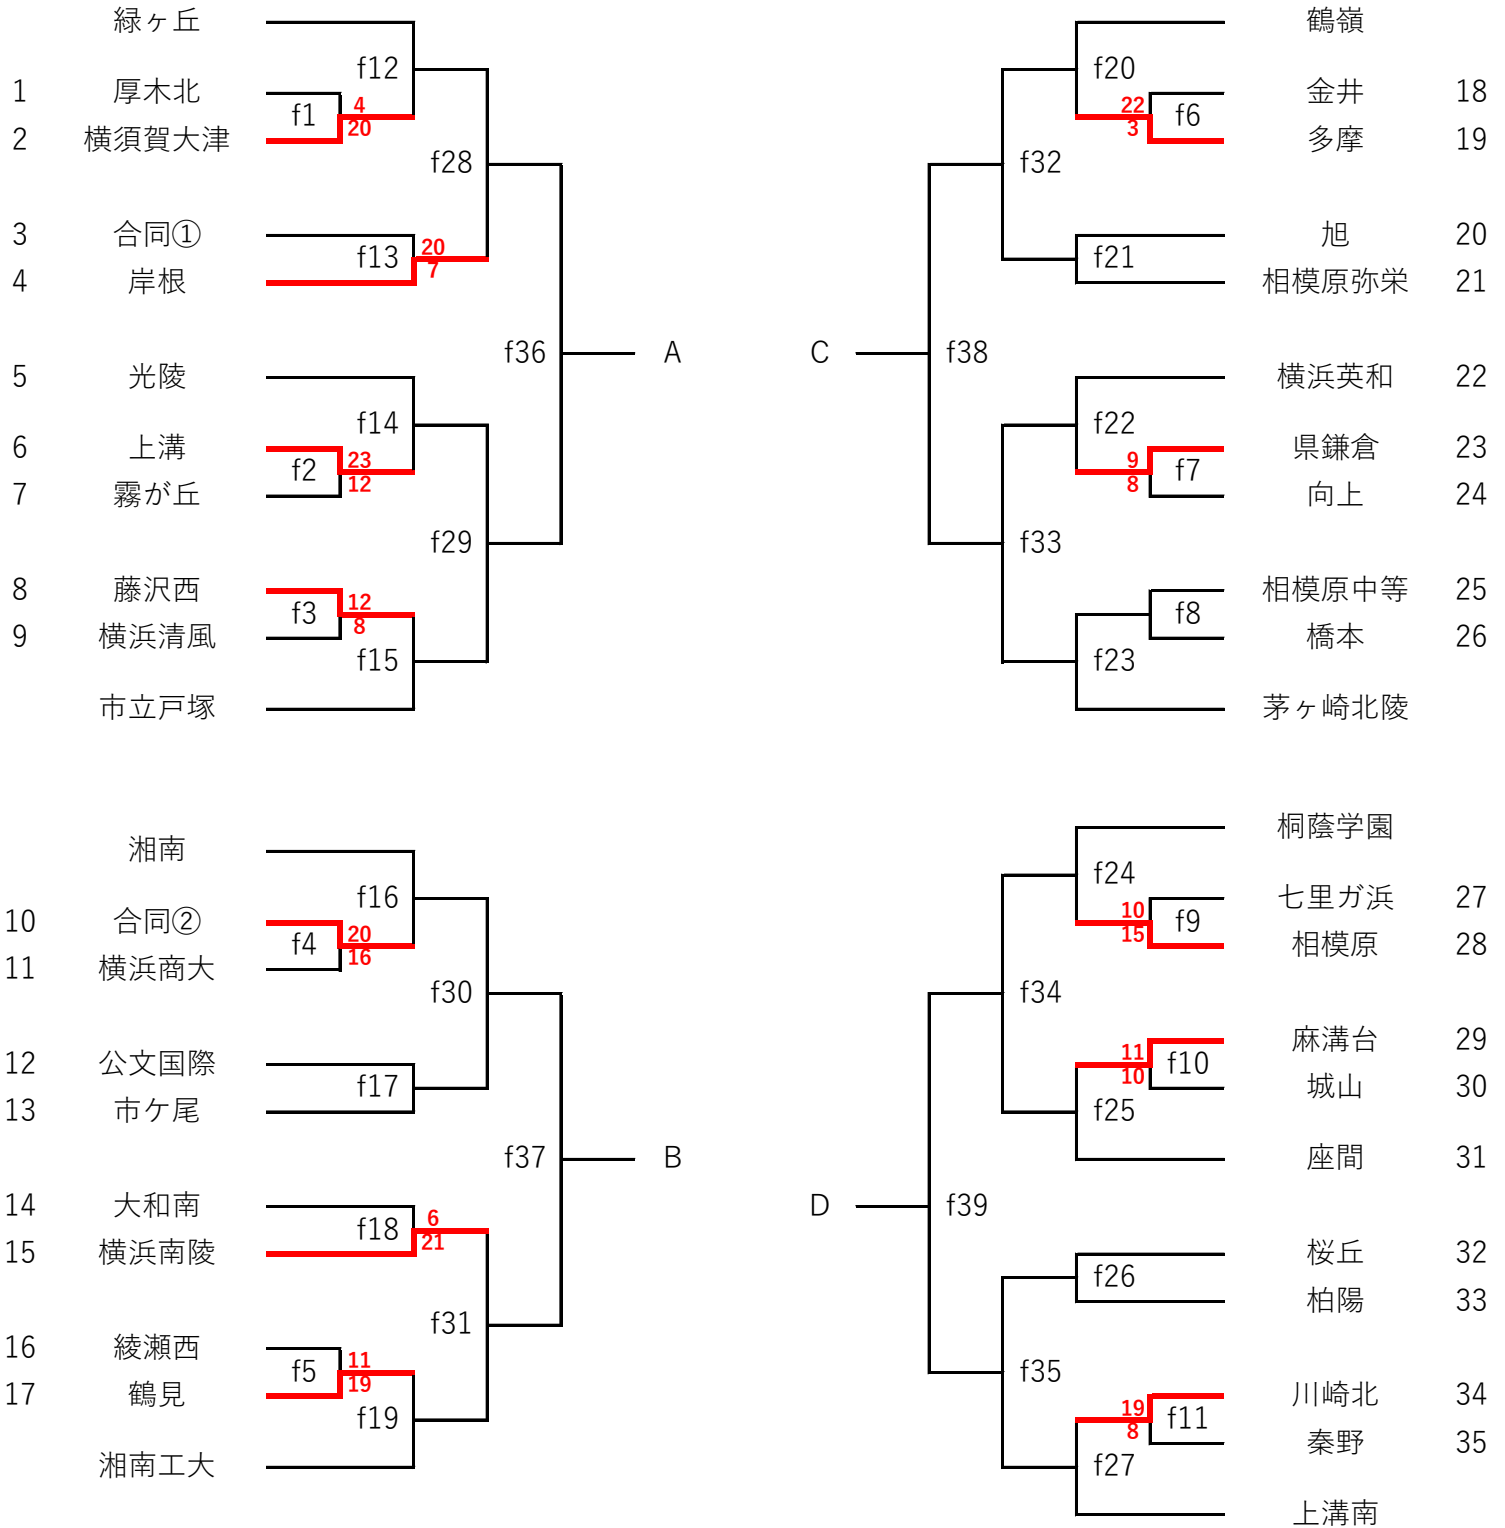 緑ヶ丘
f12
1 厚木北
f1
4
20
2 横須賀大津
f28
3 合同①
f13
20
7
4 岸根
f36
A
5 光陵
f14
6 上溝
f2
23
12
7 霧が丘
f29
8 藤沢西
f3
12
8
9 横浜清風
f15
市立戸塚
湘南
f16
10 合同②
f4
20
16
11 横浜商大
f30
12 公文国際
f17
13 市ケ尾
f37
B
14 大和南
f18
6
21
15 横浜南陵
f31
16 綾瀬西
f5
11
19
17 鶴見
f19
湘南工大
鶴嶺
f20
金井 18
22
3
f6
多摩 19
f32
旭 20
f21
相模原弥栄 21
C
f38
横浜英和 22
f22
県鎌倉 23
9
8
f7
向上 24
f33
相模原中等 25
f8
橋本 26
f23
茅ヶ崎北陵
桐蔭学園
f24
七里ガ浜 27
10
15
f9
相模原 28
f34
麻溝台 29
11
10
f10
城山 30
f25
座間 31
D
f39
桜丘 32
f26
柏陽 33
f35
川崎北 34
19
8
f11
秦野 35
f27
上溝南